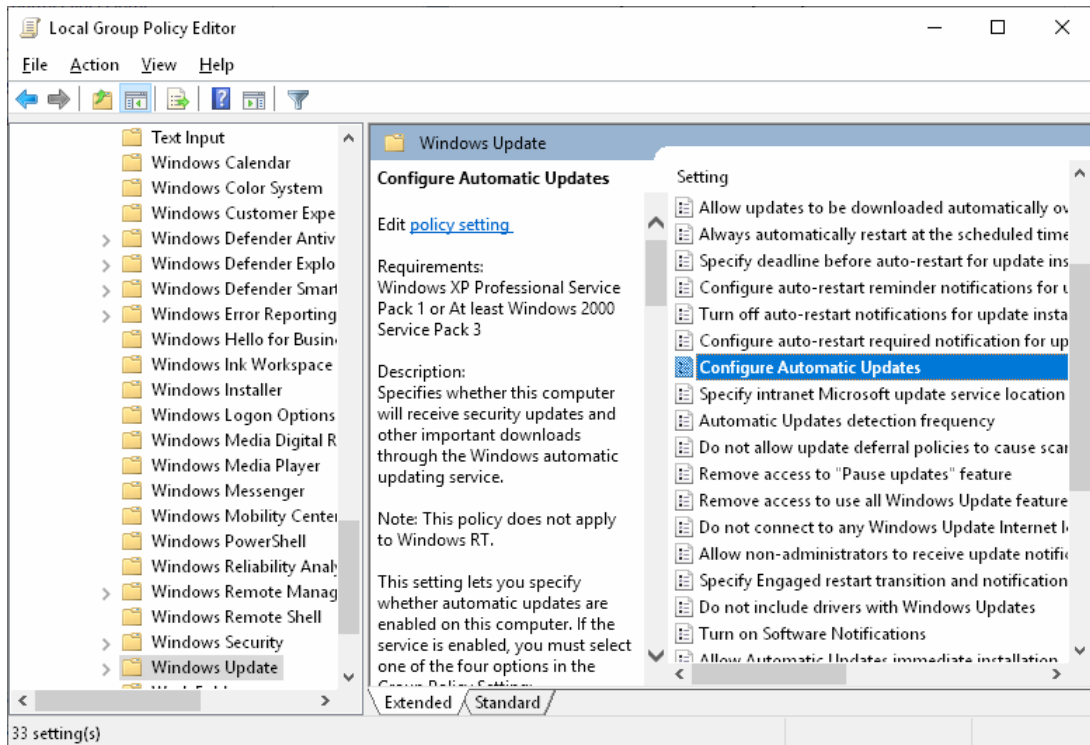 Local Group Policy Editor
File Action View Help
Text Input
Windows Calendar
Windows Color System
Windows Customer Expe
Windows Defender Antiv
Windows Defender Explo
Windows Defender Smart
Windows Error Reporting
Windows Hello for Busin
Windows Ink Workspace
Windows Installer
Windows Logon Options
Windows Media Digital R
Windows Media Player
Windows Messenger
Windows Mobility Center
Windows PowerShell
Windows Reliability Analy
Windows Remote Manag
Windows Remote Shell
Windows Security
Windows Update
Windows Update
Configure Automatic Updates
Edit policy setting
Requirements:
Windows XP Professional Service
Pack 1 or At least Windows 2000
Service Pack 3
Description:
Specifies whether this computer
will receive security updates and
other important downloads
through the Windows automatic
updating service.
Note: This policy does not apply
to Windows RT.
This setting lets you specify
whether automatic updates are
enabled on this computer. If the
service is enabled, you must select
one of the four options in the
Group Policy Setting:
Setting
Allow updates to be downloaded automatically ov
Always automatically restart at the scheduled time
Specify deadline before auto-restart for update ins
Configure auto-restart reminder notifications for u
Turn off auto-restart notifications for update insta
Configure auto-restart required notification for up
Configure Automatic Updates
Specify intranet Microsoft update service location
Automatic Updates detection frequency
Do not allow update deferral policies to cause scan
Remove access to "Pause updates" feature
Remove access to use all Windows Update feature
Do not connect to any Windows Update Internet l
Allow non-administrators to receive update notific
Specify Engaged restart transition and notification
Do not include drivers with Windows Updates
Turn on Software Notifications
Allow Automatic Updates immediate installation
Extended Standard
33 setting(s)